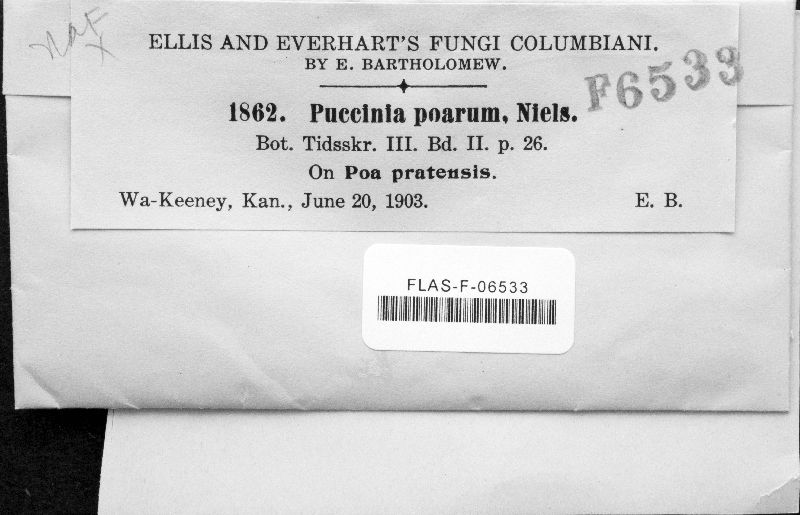 ELLIS AND EVERHART'S FUNGI COLUMBIANI.
BY E. BARTHOLOMEW.
F6533
1862. Puccinia poarum, Niels.
Bot. Tidsskr. III. Bd. II. p. 26.
On Poa pratensis.
Wa-Keeney, Kan., June 20, 1903. E. B.
FLAS-F-06533